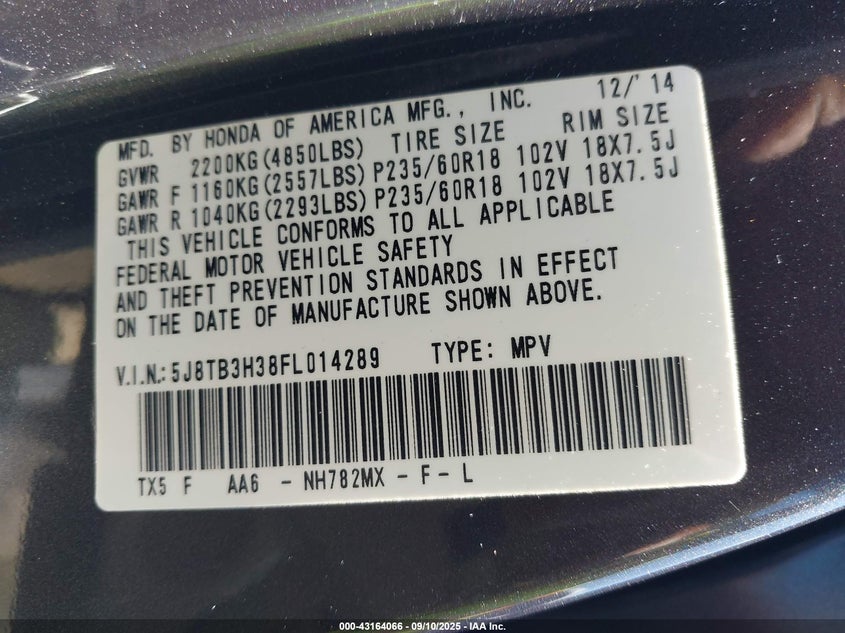 12/'14
MFD. BY HONDA OF AMERICA MFG., INC.
GVWR 2200KG(4850LBS) TIRE SIZE RIM SIZE
GAWR F 1160KG(2557LBS) P235/60R18 102V 18X7.5J
GAWR R 1040KG(2293LBS) P235/60R18 102V 18X7.5J
THIS VEHICLE CONFORMS TO ALL APPLICABLE
FEDERAL MOTOR VEHICLE SAFETY
AND THEFT PREVENTION STANDARDS IN EFFECT
ON THE DATE OF MANUFACTURE SHOWN ABOVE.
V.I.N.: 5J8TB3H38FL014289 TYPE: MPV
TX5 F AA6 - NH782MX - F - L
000-43164066 - 09/10/2025 - IAA Inc.